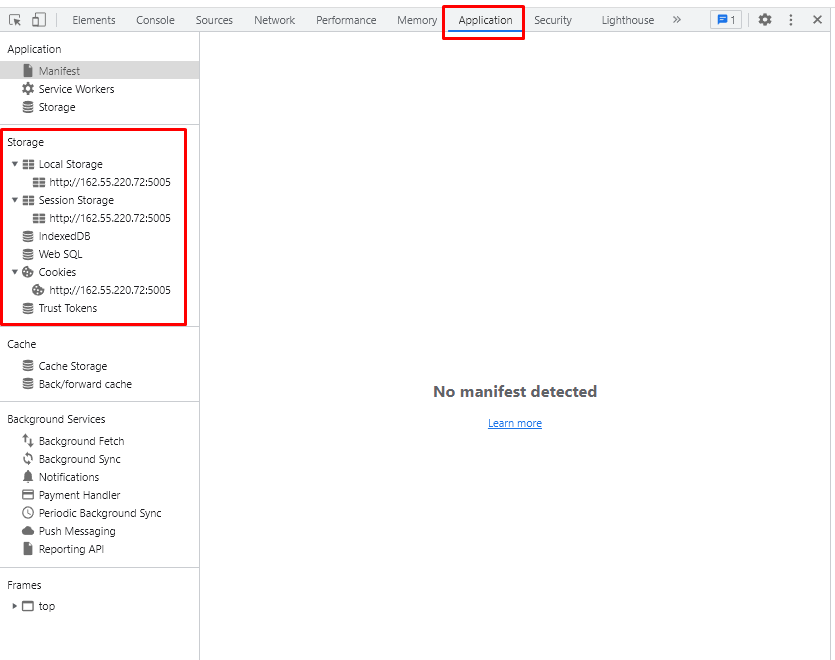 Elements Console Sources Network Performance Memory Application Security Lighthouse » 1
Application
Manifest
Service Workers
Storage
Storage
Local Storage
http://162.55.220.72:5005
Session Storage
http://162.55.220.72:5005
IndexedDB
Web SQL
Cookies
http://162.55.220.72:5005
Trust Tokens
Cache
Cache Storage
Back/forward cache
Background Services
Background Fetch
Background Sync
Notifications
Payment Handler
Periodic Background Sync
Push Messaging
Reporting API
Frames
top
No manifest detected
Learn more